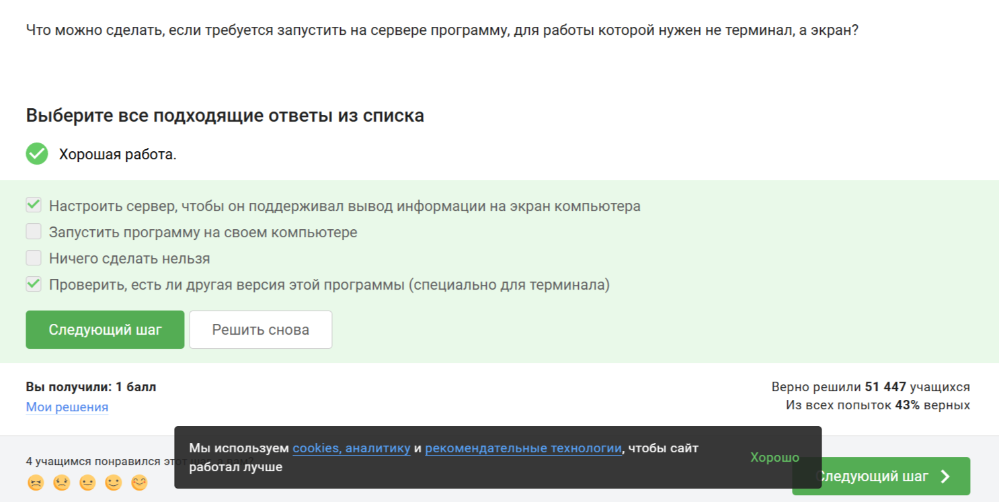 Что можно сделать, если требуется запустить на сервере программу, для работы которой нужен не терминал, а экран?
Выберите все подходящие ответы из списка
Хорошая работа.
Настроить сервер, чтобы он поддерживал вывод информации на экран компьютера
Запустить программу на своем компьютере
Ничего сделать нельзя
Проверить, есть ли другая версия этой программы (специально для терминала)
Следующий шаг
Решить снова
Вы получили: 1 балл
Мои решения
Верно решили 51 447 учащихся
Из всех попыток 43% верных
4 учащимся понравился этот шаг, а вам?
Мы используем cookies, аналитику и рекомендательные технологии, чтобы сайт
работал лучше
Хорошо
Следующий шаг